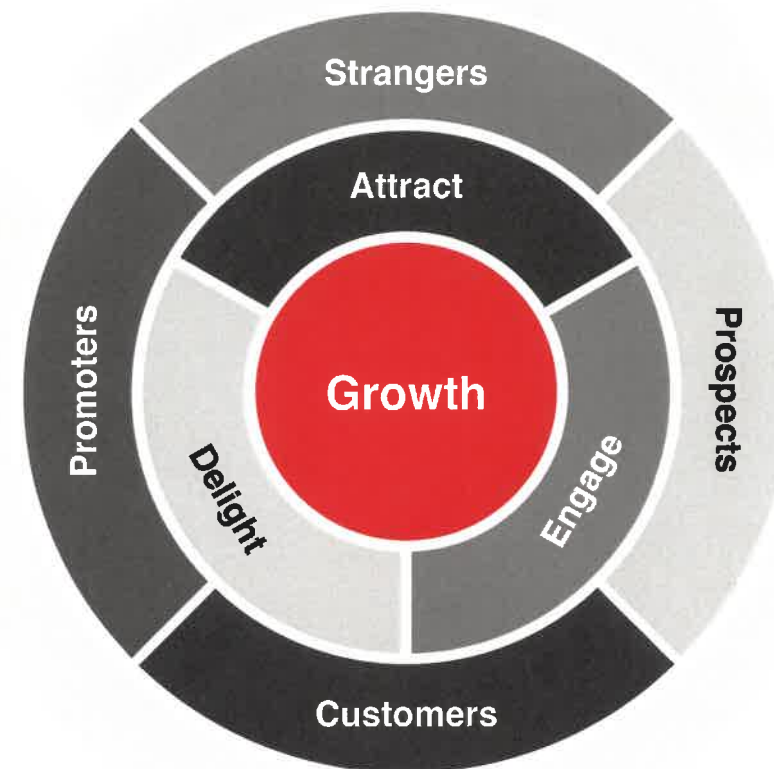 Strangers
Attract
Prospects
Promoters
Growth
Engage
Delight
Customers